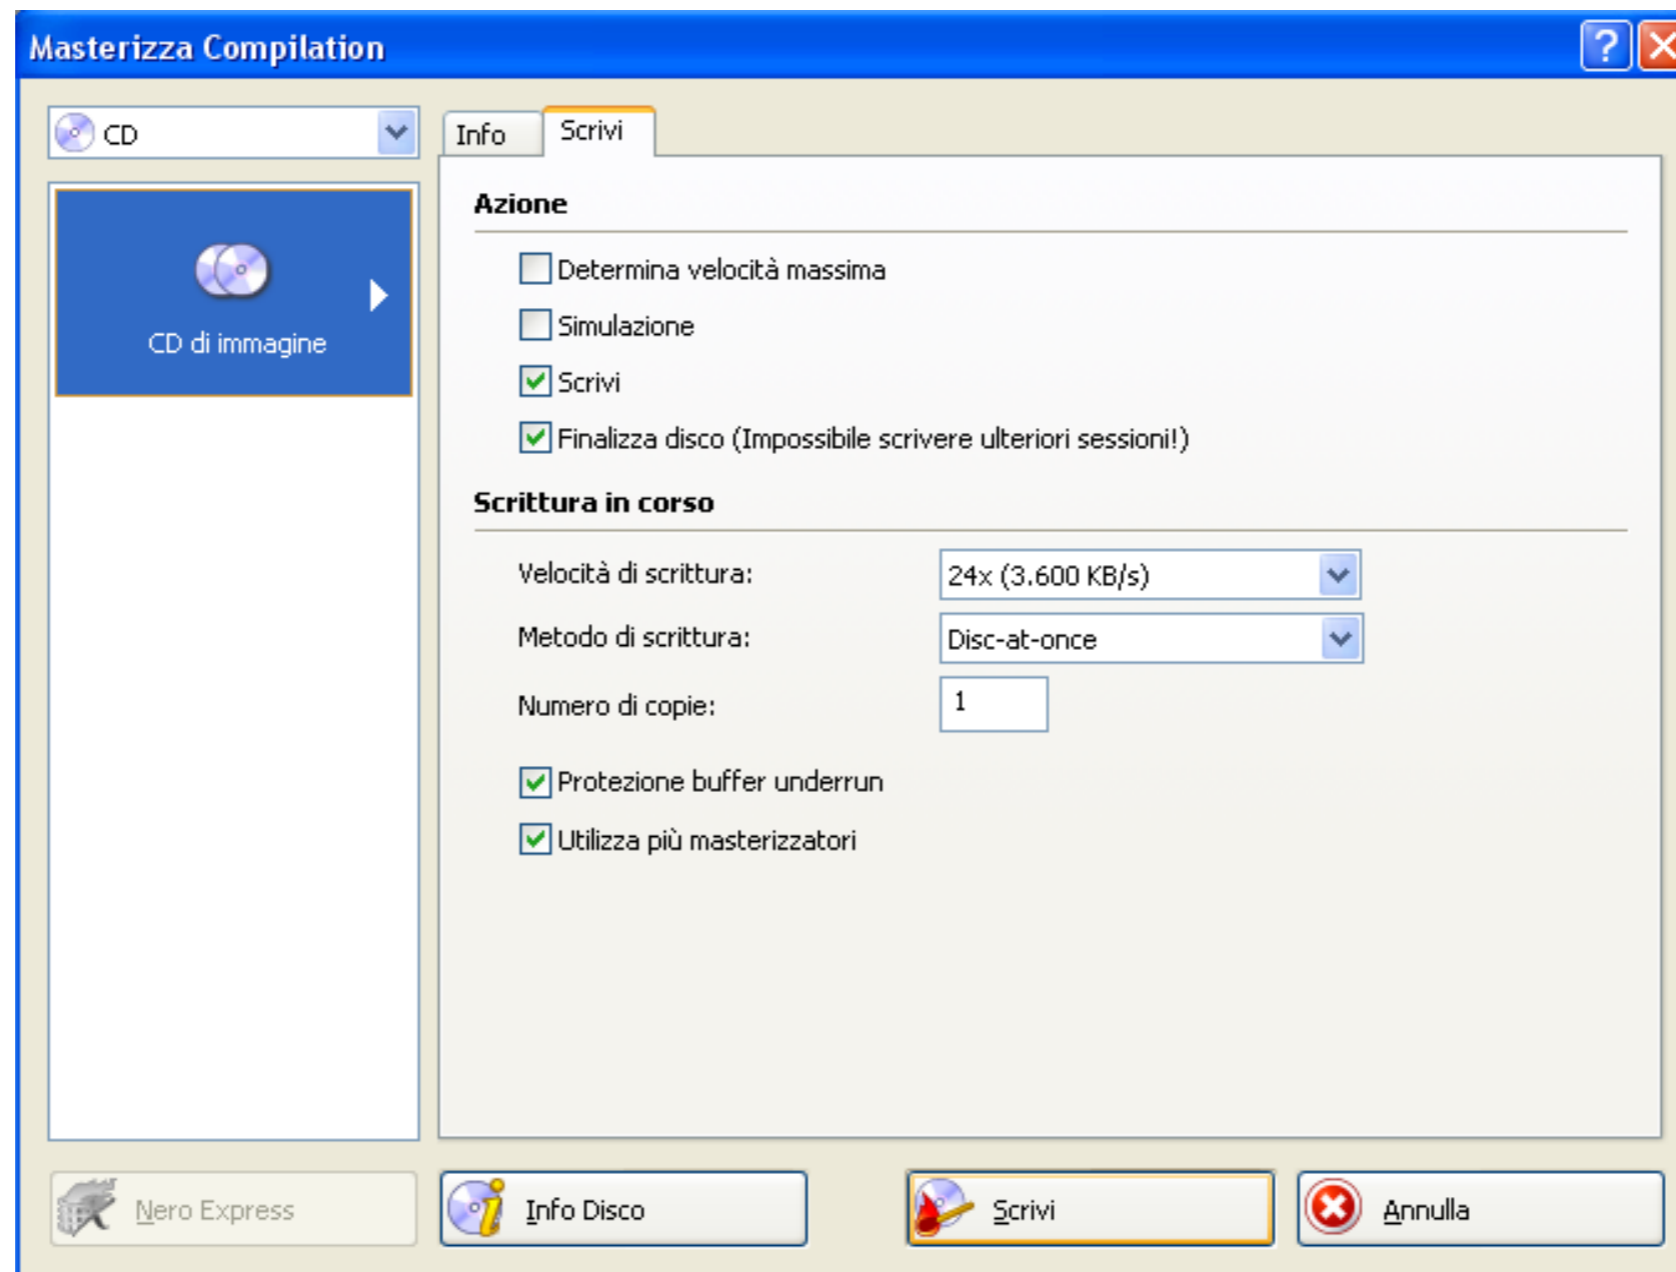 Masterizza Compilation
CD
CD di immagine
Info
Scrivi
Azione
Determina velocità massima
Simulazione
Scrivi
Finalizza disco (Impossibile scrivere ulteriori sessioni!)
Scrittura in corso
Velocità di scrittura:
24x (3.600 KB/s)
Metodo di scrittura:
Disc-at-once
Numero di copie:
1
Protezione buffer underrun
Utilizza più masterizzatori
Nero Express
Info Disco
Scrivi
Annulla